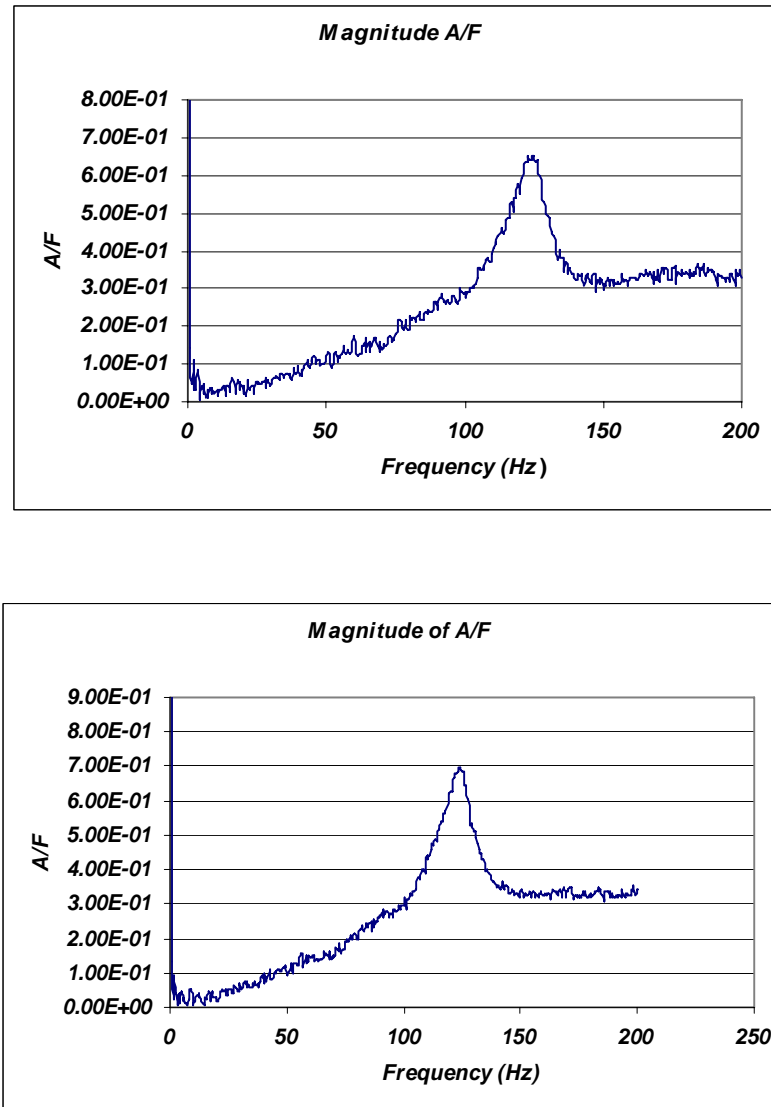 Magnitude A/F
8.00E-01
7.00E-01
6.00E-01
5.00E-01
4.00E-01
3.00E-01
2.00E-01
1.00E-01
0.00E+00
A/F
0 50 100 150 200
Frequency (Hz)
Magnitude of A/F
9.00E-01
8.00E-01
7.00E-01
6.00E-01
5.00E-01
4.00E-01
3.00E-01
2.00E-01
1.00E-01
0.00E+00
A/F
0 50 100 150 200 250
Frequency (Hz)